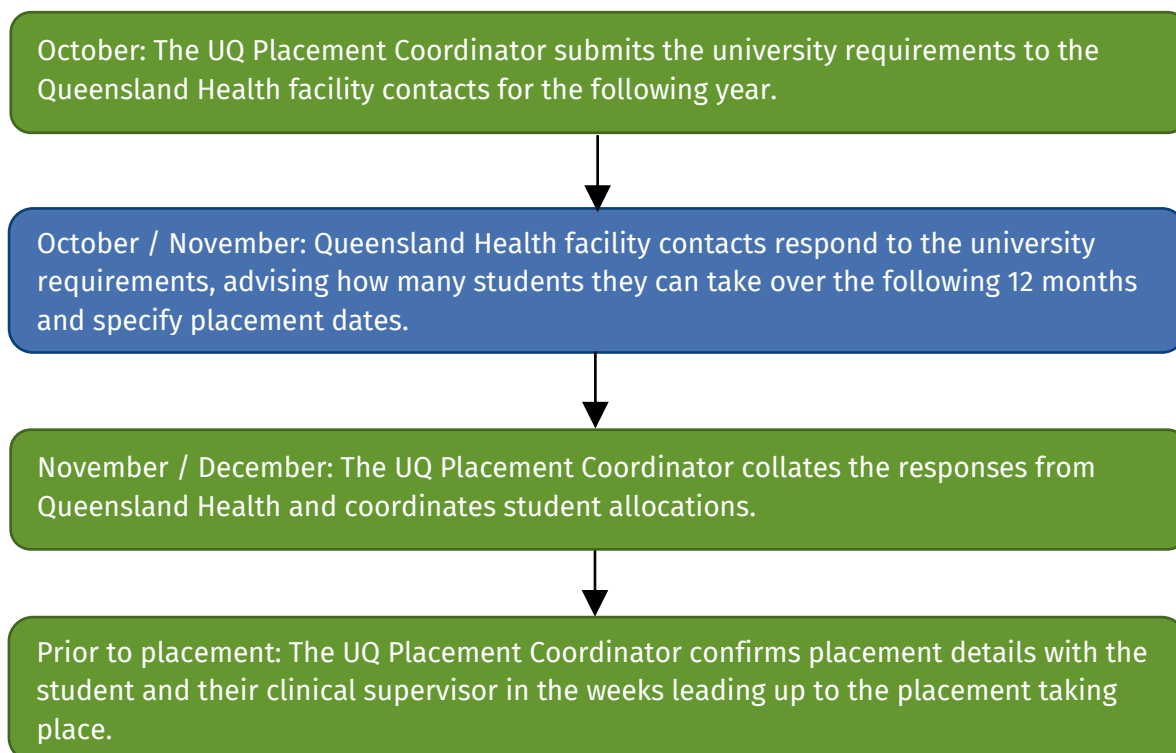 October: The UQ Placement Coordinator submits the university requirements to the
Queensland Health facility contacts for the following year.
October / November: Queensland Health facility contacts respond to the university
requirements, advising how many students they can take over the following 12 months
and specify placement dates.
November / December: The UQ Placement Coordinator collates the responses from
Queensland Health and coordinates student allocations.
Prior to placement: The UQ Placement Coordinator confirms placement details with the
student and their clinical supervisor in the weeks leading up to the placement taking
place.